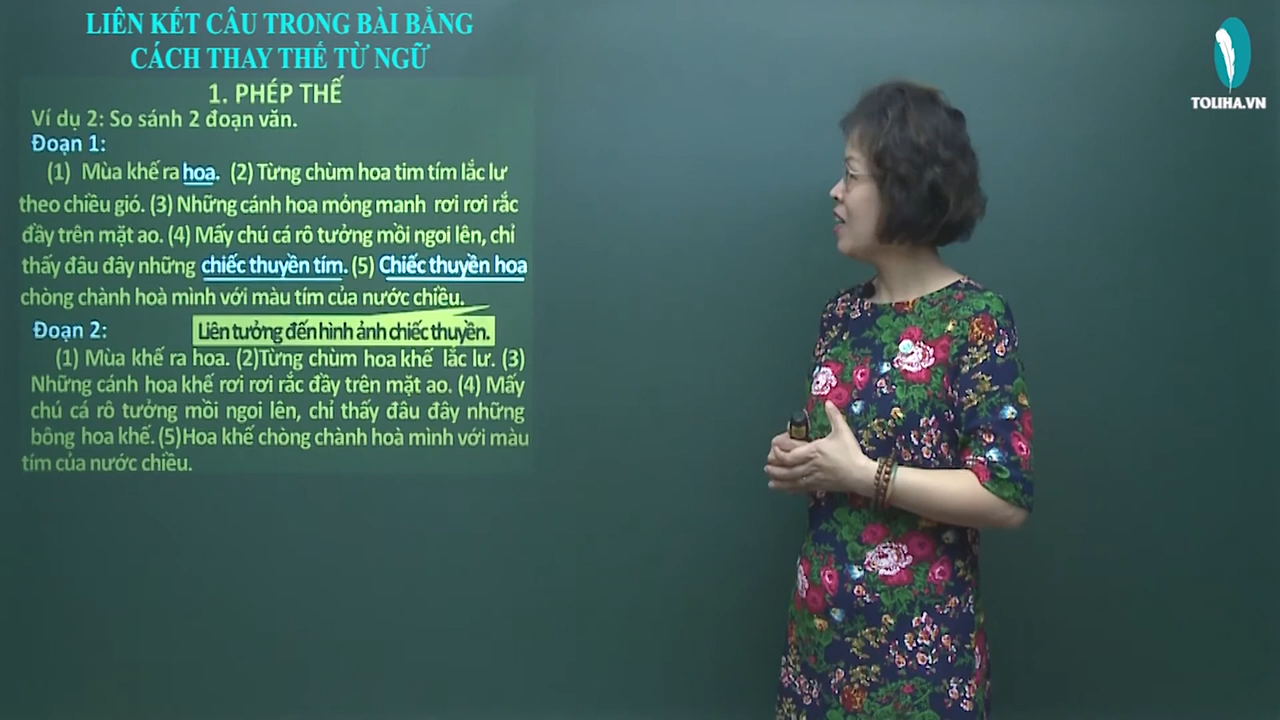 LIÊN KẾT CÂU TRONG BÀI BẰNG
CÁCH THAY THẾ TỪ NGỮ
1. PHÉP THẾ
Ví dụ 2: So sánh 2 đoạn văn.
Đoạn 1:
(1) Mùa khế ra hoa. (2) Từng chùm hoa tim tím lắc lư
theo chiều gió. (3) Những cánh hoa mỏng manh rơi rơi rắc
đầy trên mặt ao. (4) Mấy chú cá rô tưởng mồi ngoi lên, chỉ
thấy đâu đây những chiếc thuyền tím. (5) Chiếc thuyền hoa
chòng chành hoà mình với màu tím của nước chiều.
Liên tưởng đến hình ảnh chiếc thuyền.
Đoạn 2:
(1) Mùa khế ra hoa. (2)Từng chùm hoa khế lắc lư. (3)
Những cánh hoa khế rơi rơi rắc đầy trên mặt ao. (4) Mấy
chú cá rô tưởng mồi ngoi lên, chỉ thấy đâu đây những
bông hoa khế. (5)Hoa khế chòng chành hoà mình với màu
tím của nước chiều.
TOLIHA.VN